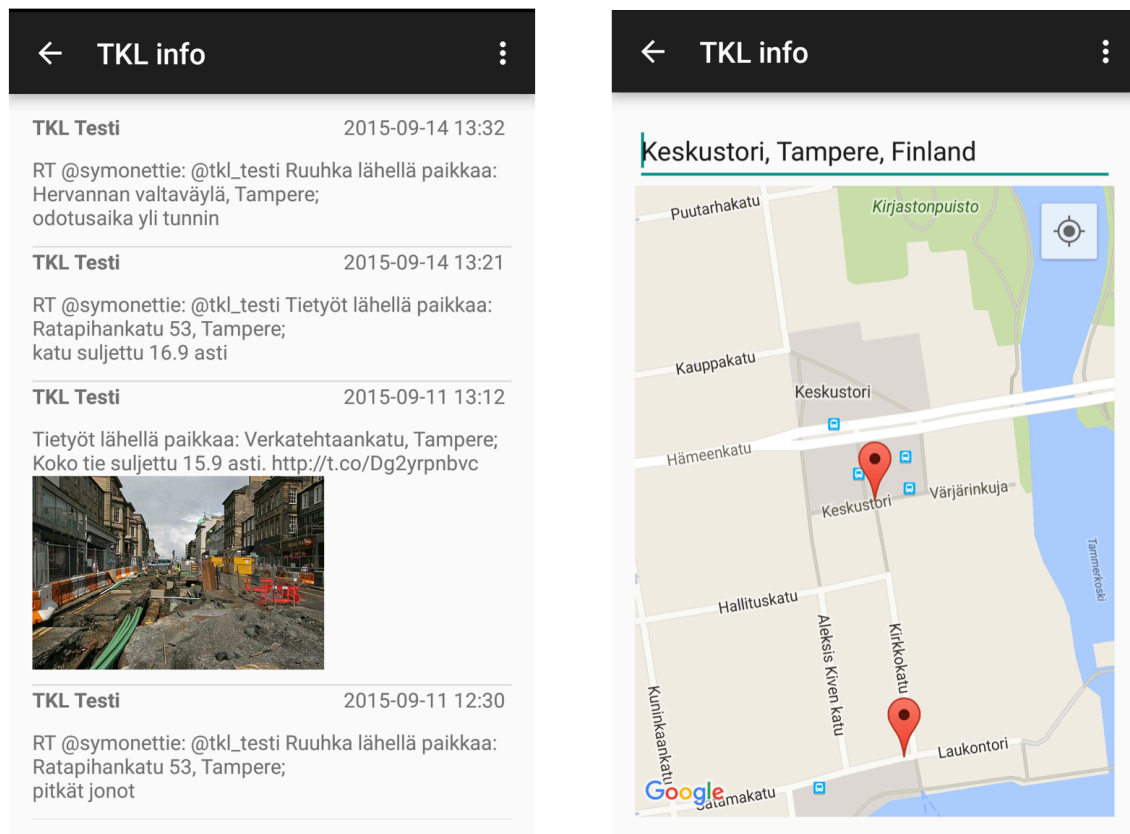 TKL info
TKL Testi 2015-09-14 13:32
RT @symonettie: @tkl_testi Ruuhka lähellä paikkaa:
Hervannan valtaväylä, Tampere;
odotusaika yli tunnin
TKL Testi 2015-09-14 13:21
RT @symonettie: @tkl_testi Tietyöt lähellä paikkaa:
Ratapihankatu 53, Tampere;
katu suljettu 16.9 asti
TKL Testi 2015-09-11 13:12
Tietyöt lähellä paikkaa: Verkatehtaankatu, Tampere;
Koko tie suljettu 15.9 asti. http://t.co/Dg2yrpnbvc
TKL Testi 2015-09-11 12:30
RT @symonettie: @tkl_testi Ruuhka lähellä paikkaa:
Ratapihankatu 53, Tampere;
pitkät jonot
TKL info
Keskustori, Tampere, Finland
Puutarhakatu
Kirjastonpuisto
Kauppakatu
Keskustori
Hämeenkatu
Keskustori
Värjärinkuja
Tammerkoski
Hallituskatu
Aleksis Kiven katu
Kirkkokatu
Kuninkaankatu
Laukontori
Google
Satamakatu